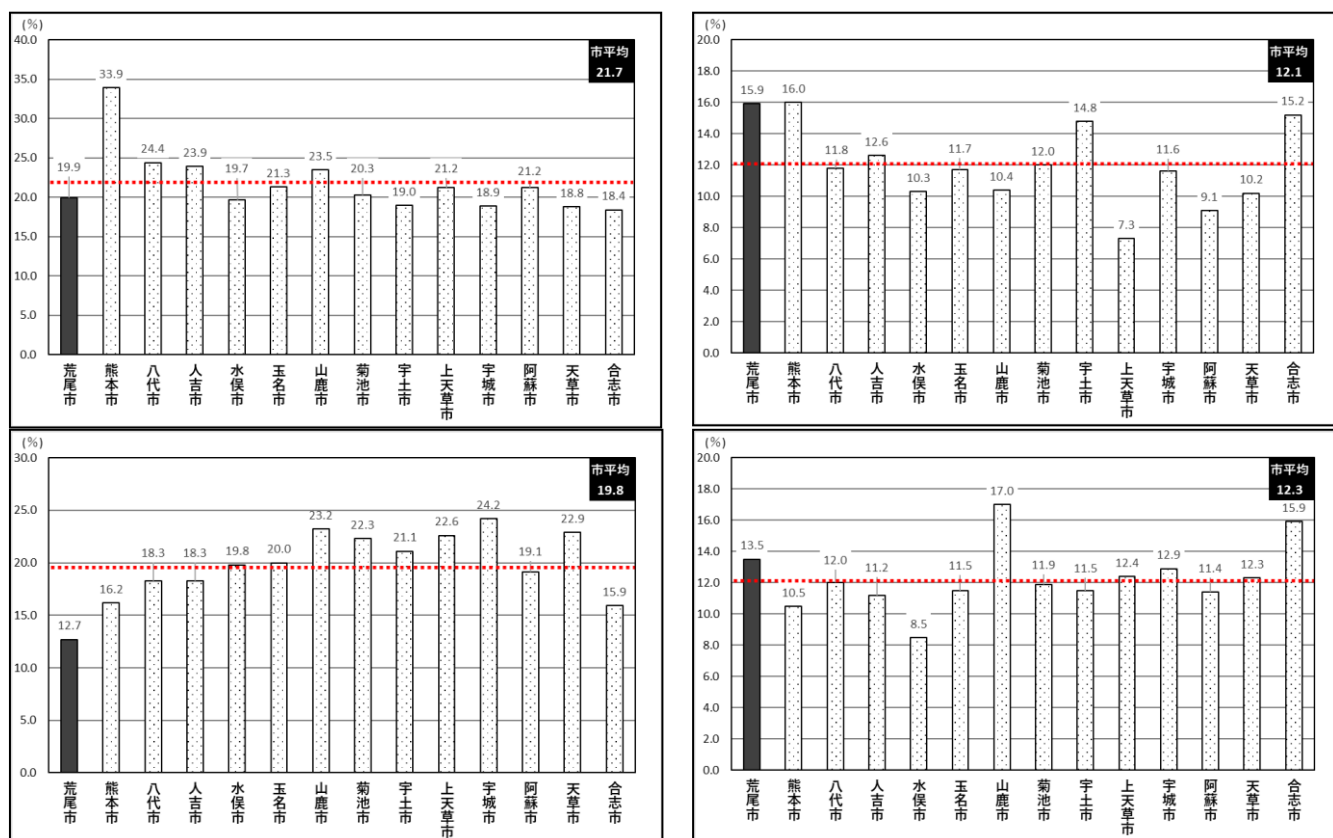 (%)
40.0
35.0
30.0
25.0
20.0
15.0
10.0
5.0
0.0
市平均
21.7
19.9
33.9
24.4
23.9
19.7
21.3
23.5
20.3
19.0
21.2
18.9
21.2
18.8
18.4
荒尾市
熊本市
八代市
人吉市
水俣市
玉名市
山鹿市
菊池市
宇土市
上天草市
宇城市
阿蘇市
天草市
合志市
(%)
20.0
18.0
16.0
14.0
12.0
10.0
8.0
6.0
4.0
2.0
0.0
市平均
12.1
15.9
16.0
11.8
12.6
10.3
11.7
10.4
12.0
14.8
7.3
11.6
9.1
10.2
15.2
荒尾市
熊本市
八代市
人吉市
水俣市
玉名市
山鹿市
菊池市
宇土市
上天草市
宇城市
阿蘇市
天草市
合志市
(%)
30.0
25.0
20.0
15.0
10.0
5.0
0.0
市平均
19.8
12.7
16.2
18.3
18.3
19.8
20.0
23.2
22.3
21.1
22.6
24.2
19.1
22.9
15.9
荒尾市
熊本市
八代市
人吉市
水俣市
玉名市
山鹿市
菊池市
宇土市
上天草市
宇城市
阿蘇市
天草市
合志市
(%)
20.0
18.0
16.0
14.0
12.0
10.0
8.0
6.0
4.0
2.0
0.0
市平均
12.3
13.5
10.5
12.0
11.2
8.5
11.5
17.0
11.9
11.5
12.4
12.9
11.4
12.3
15.9
荒尾市
熊本市
八代市
人吉市
水俣市
玉名市
山鹿市
菊池市
宇土市
上天草市
宇城市
阿蘇市
天草市
合志市